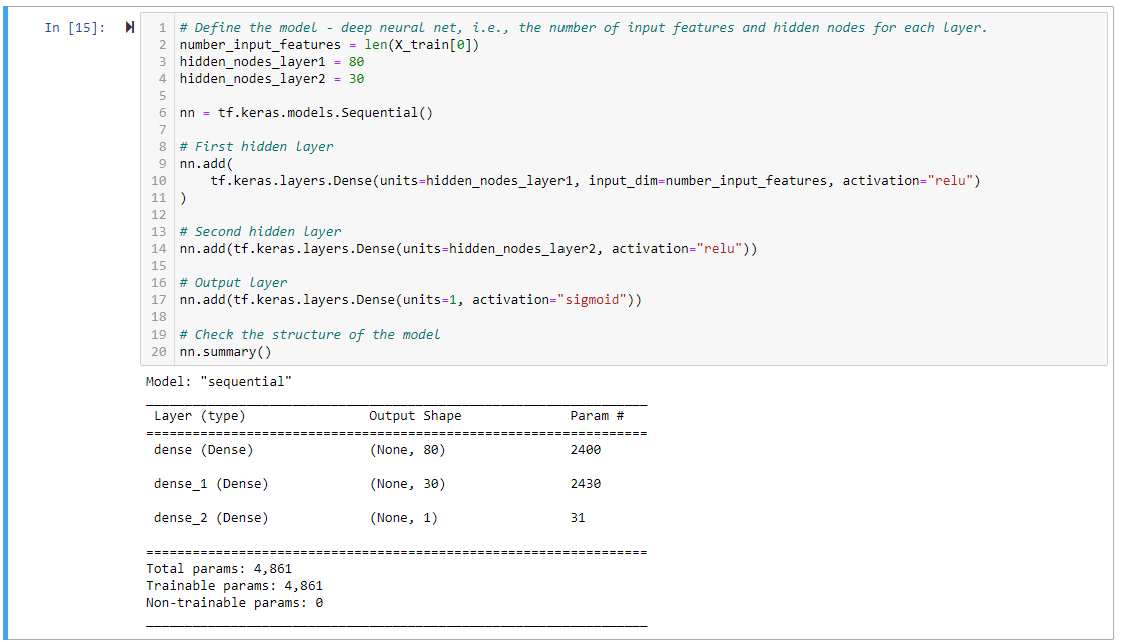 In [15]:
1 # Define the model - deep neural net, i.e., the number of input features and hidden nodes for each layer.
2 number_input_features = len(X_train[0])
3 hidden_nodes_layer1 = 80
4 hidden_nodes_layer2 = 30
5
6 nn = tf.keras.models.Sequential()
7
8 # First hidden layer
9 nn.add(
10     tf.keras.layers.Dense(units=hidden_nodes_layer1, input_dim=number_input_features, activation="relu")
11 )
12
13 # Second hidden layer
14 nn.add(tf.keras.layers.Dense(units=hidden_nodes_layer2, activation="relu"))
15
16 # Output layer
17 nn.add(tf.keras.layers.Dense(units=1, activation="sigmoid"))
18
19 # Check the structure of the model
20 nn.summary()
Model: "sequential"
_________________________________________________________________
Layer (type) Output Shape Param #
=================================================================
dense (Dense) (None, 80) 2400
dense_1 (Dense) (None, 30) 2430
dense_2 (Dense) (None, 1) 31
=================================================================
Total params: 4,861
Trainable params: 4,861
Non-trainable params: 0
_________________________________________________________________